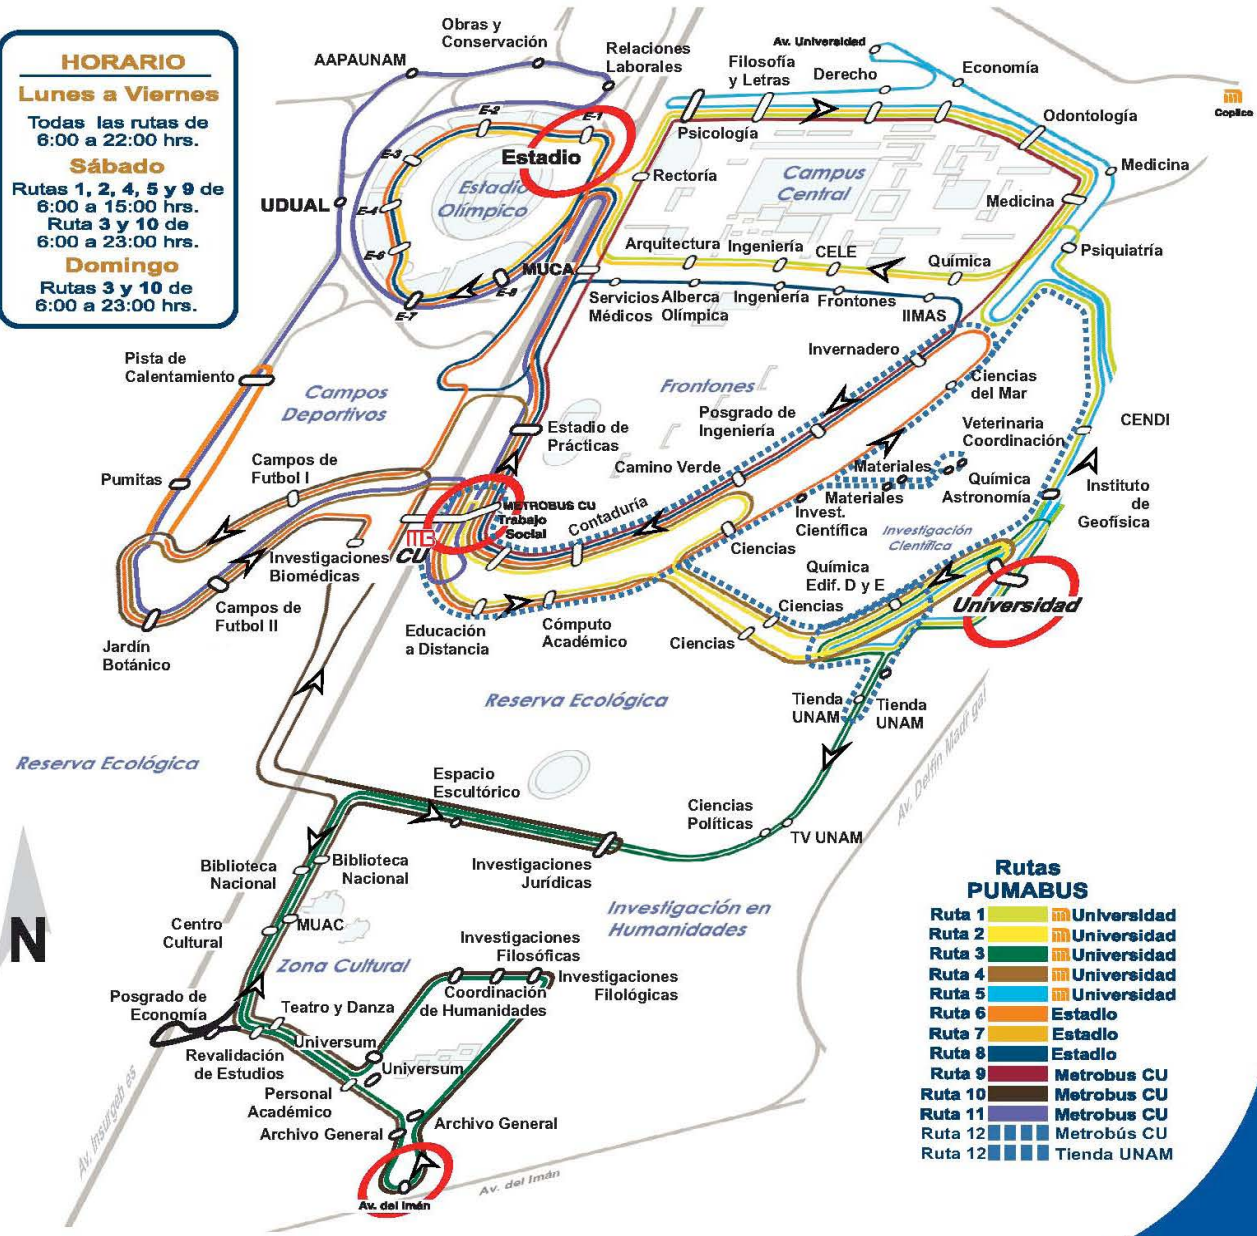 HORARIO
Lunes a Viernes
Todas las rutas de
6:00 a 22:00 hrs.
Sábado
Rutas 1, 2, 4, 5 y 9 de
6:00 a 15:00 hrs.
Ruta 3 y 10 de
6:00 a 23:00 hrs.
Domingo
Rutas 3 y 10 de
6:00 a 23:00 hrs.
Obras y
Conservación
AAPAUNAM
Relaciones
Laborales
Av. Universidad
Filosofía
y Letras
Derecho
Economía
Copilco
Odontología
Psicología
Medicina
E-1
E-2
E-3
E-4
E-6
E-7
E-8
Estadio
Estadio
Olímpico
UDUAL
MUCA
Rectoría
Campus
Central
Medicina
Psiquiatría
Arquitectura
Ingeniería
CELE
Química
Servicios
Médicos
Alberca
Olímpica
Ingeniería
Frontones
IIMAS
Pista de
Calentamiento
Campos
Deportivos
Frontones
Invernadero
Ciencias
del Mar
Posgrado de
Ingeniería
Estadio de
Prácticas
Veterinaria
Coordinación
CENDI
Pumitas
Campos de
Futbol I
Camino Verde
Materiales
Materiales
Química
Astronomía
Instituto
de
Geofísica
METROBUS CU
Trabajo
Social
Contaduría
Invest.
Científica
Investigación
Científica
CU
Investigaciones
Biomédicas
Ciencias
Química
Edif. D y E
Ciencias
Universidad
Campos de
Futbol II
Jardín
Botánico
Educación
a Distancia
Cómputo
Académico
Ciencias
Reserva Ecológica
Tienda
UNAM
Tienda
UNAM
Av. Delfín Madrigal
Reserva Ecológica
Espacio
Escultórico
Ciencias
Políticas
TV UNAM
Biblioteca
Nacional
Biblioteca
Nacional
Investigaciones
Jurídicas
N
Centro
Cultural
MUAC
Investigación en
Humanidades
Zona Cultural
Investigaciones
Filosóficas
Investigaciones
Filológicas
Coordinación
de Humanidades
Posgrado de
Economía
Teatro y Danza
Revalidación
de Estudios
Universum
Universum
Personal
Académico
Archivo General
Archivo General
Av. Insurgentes
Av. del Imán
Av. del Imán
Rutas
PUMABUS
Ruta 1 Universidad
Ruta 2 Universidad
Ruta 3 Universidad
Ruta 4 Universidad
Ruta 5 Universidad
Ruta 6 Estadio
Ruta 7 Estadio
Ruta 8 Estadio
Ruta 9 Metrobus CU
Ruta 10 Metrobus CU
Ruta 11 Metrobus CU
Ruta 12 Metrobús CU
Ruta 12 Tienda UNAM